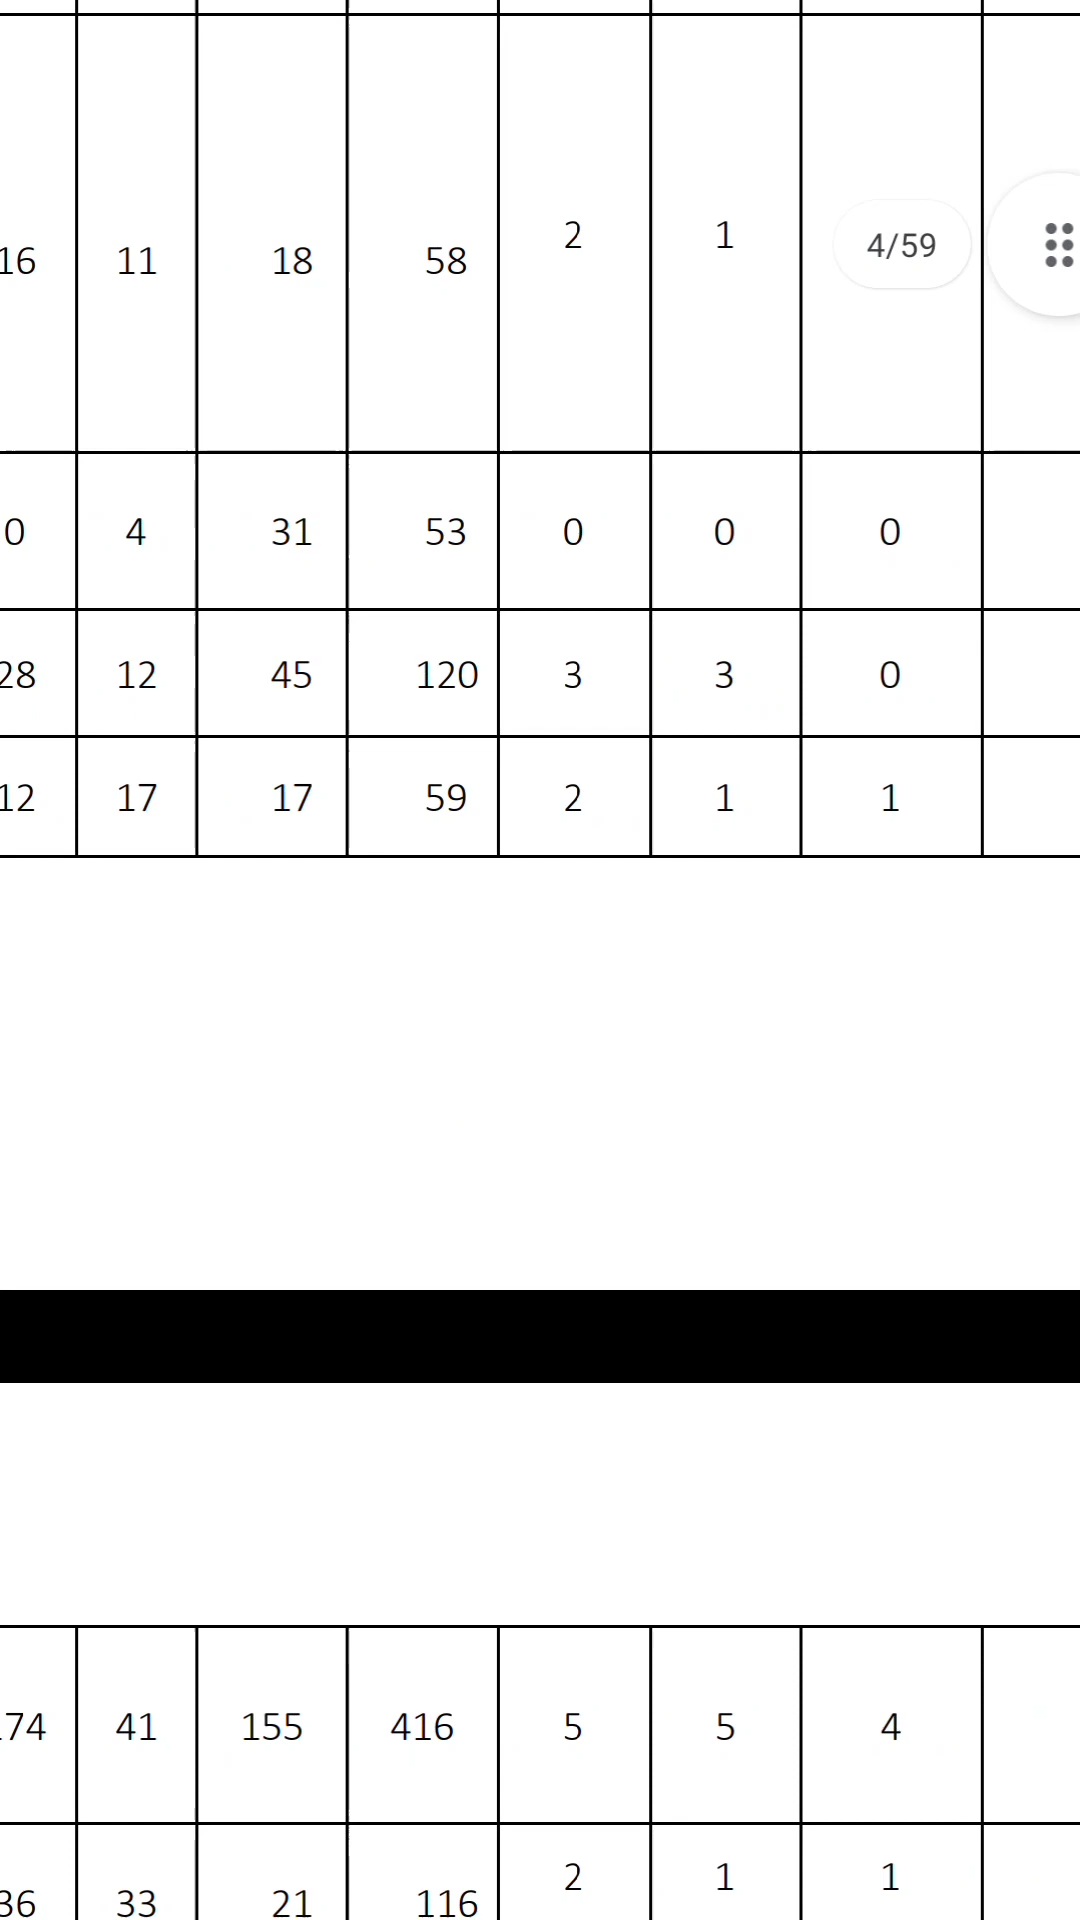 16 11 18 58 2 1 4/59
0 4 31 53 0 0 0
28 12 45 120 3 3 0
12 17 17 59 2 1 1
74 41 155 416 5 5 4
36 33 21 116 2 1 1